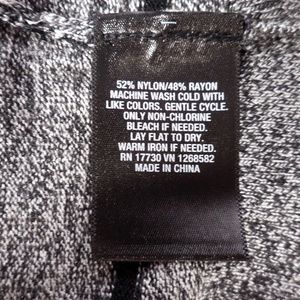 52% NYLON/48% RAYON
MACHINE WASH COLD WITH
LIKE COLORS. GENTLE CYCLE.
ONLY NON-CHLORINE
BLEACH IF NEEDED.
LAY FLAT TO DRY.
WARM IRON IF NEEDED.
RN 17730 VN 1268582
MADE IN CHINA